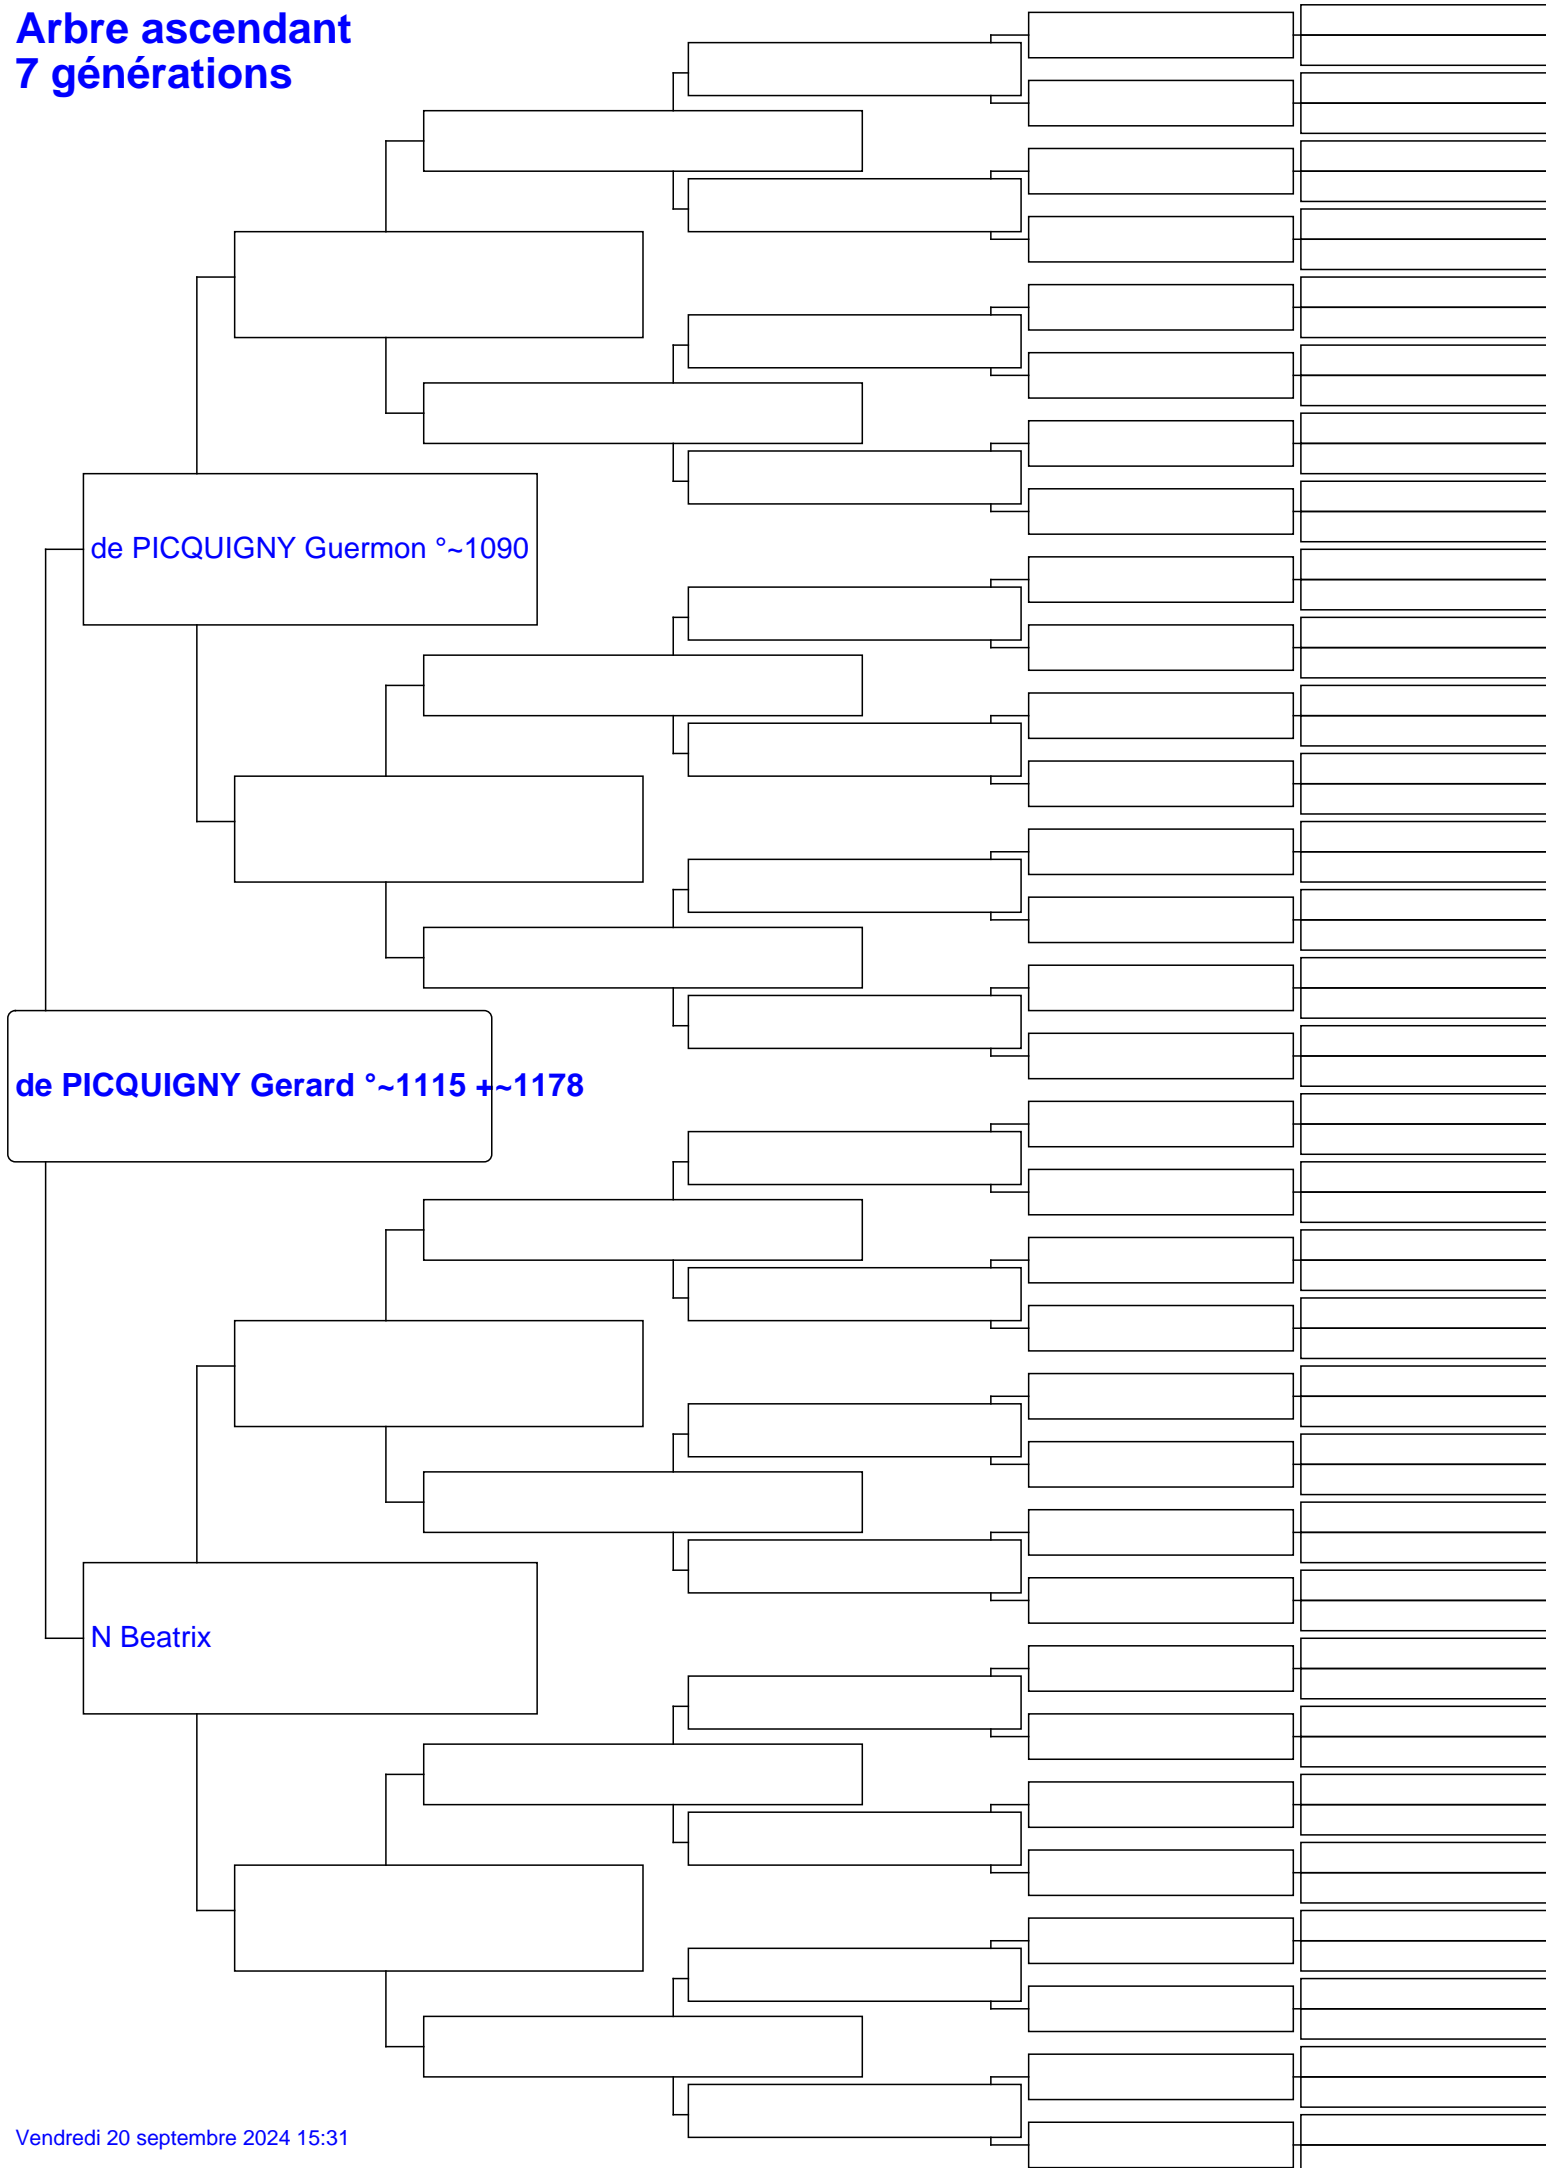 Arbre ascendant
7 générations
de PICQUIGNY Guermon °~1090
de PICQUIGNY Gerard °~1115 +~1178
N Beatrix
Vendredi 20 septembre 2024 15:31